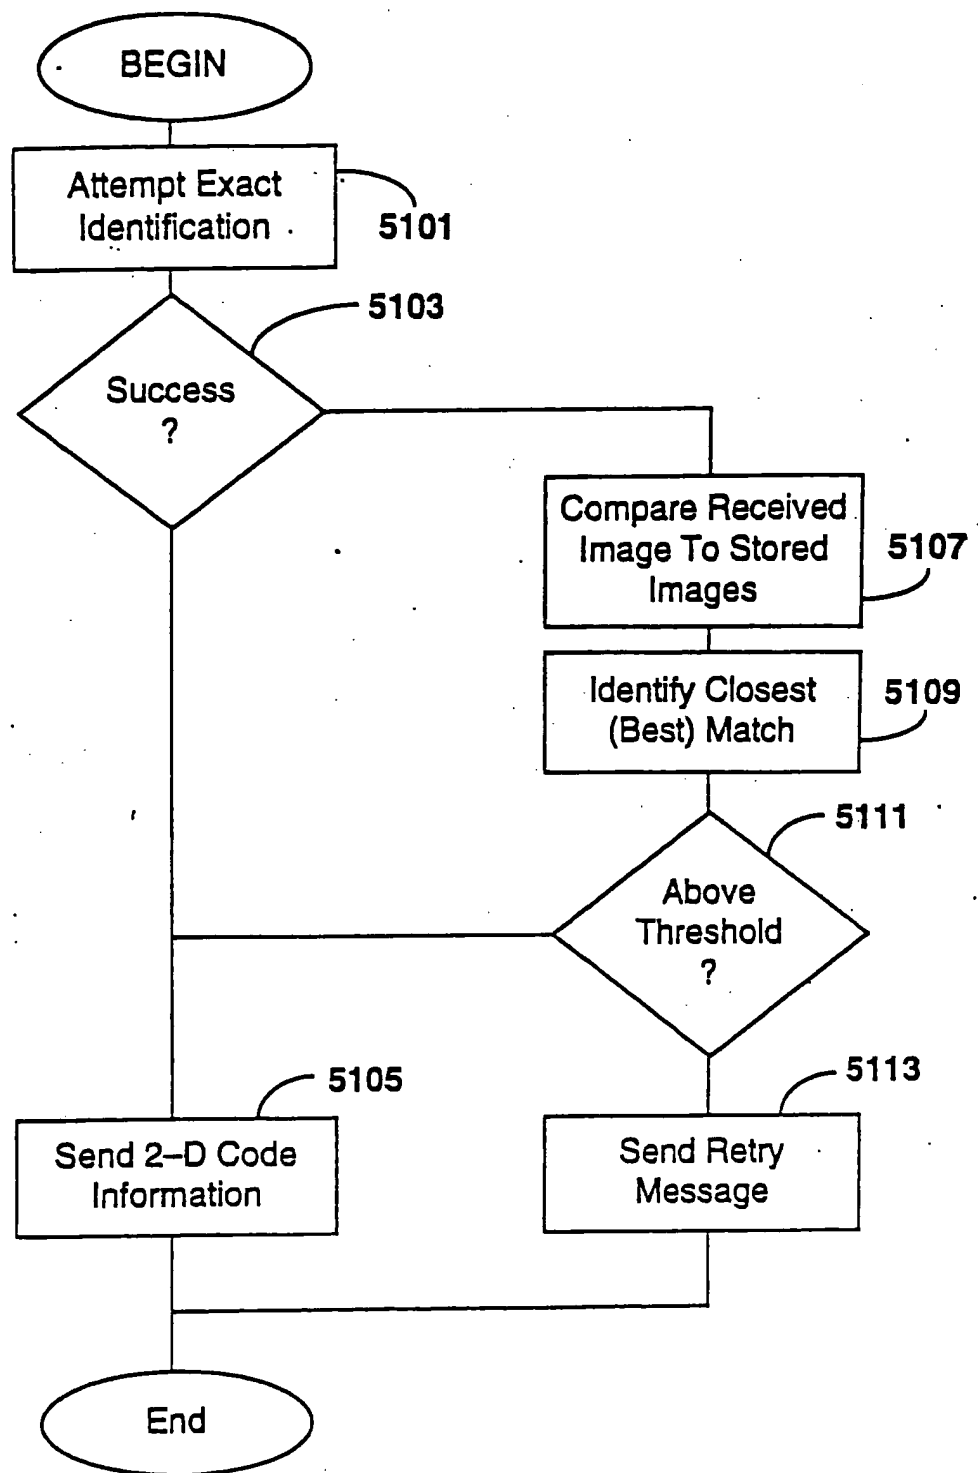 BEGIN
Attempt Exact
Identification
5101
5103
Success
?
Compare Received
Image To Stored
Images
5107
Identify Closest
(Best) Match
5109
5111
Above
Threshold
?
5105
Send 2–D Code
Information
5113
Send Retry
Message
End